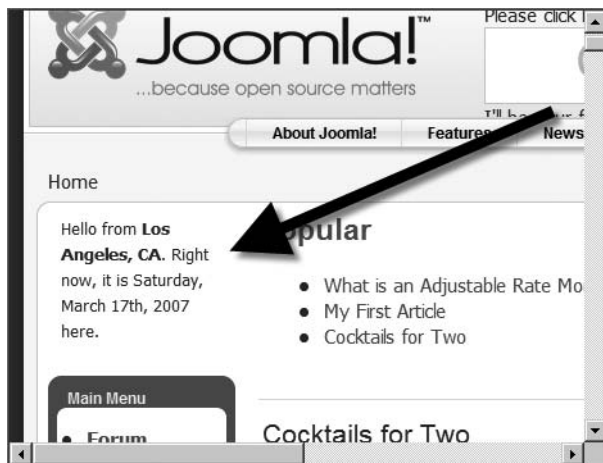 Please click
Joomla!™
...because open source matters
About Joomla! Features News
Home
Hello from Los
Angeles, CA. Right
now, it is Saturday,
March 17th, 2007
here.
What is an Adjustable Rate
My First Article
Cocktails for Two
Main Menu
Forum
Cocktails for Two